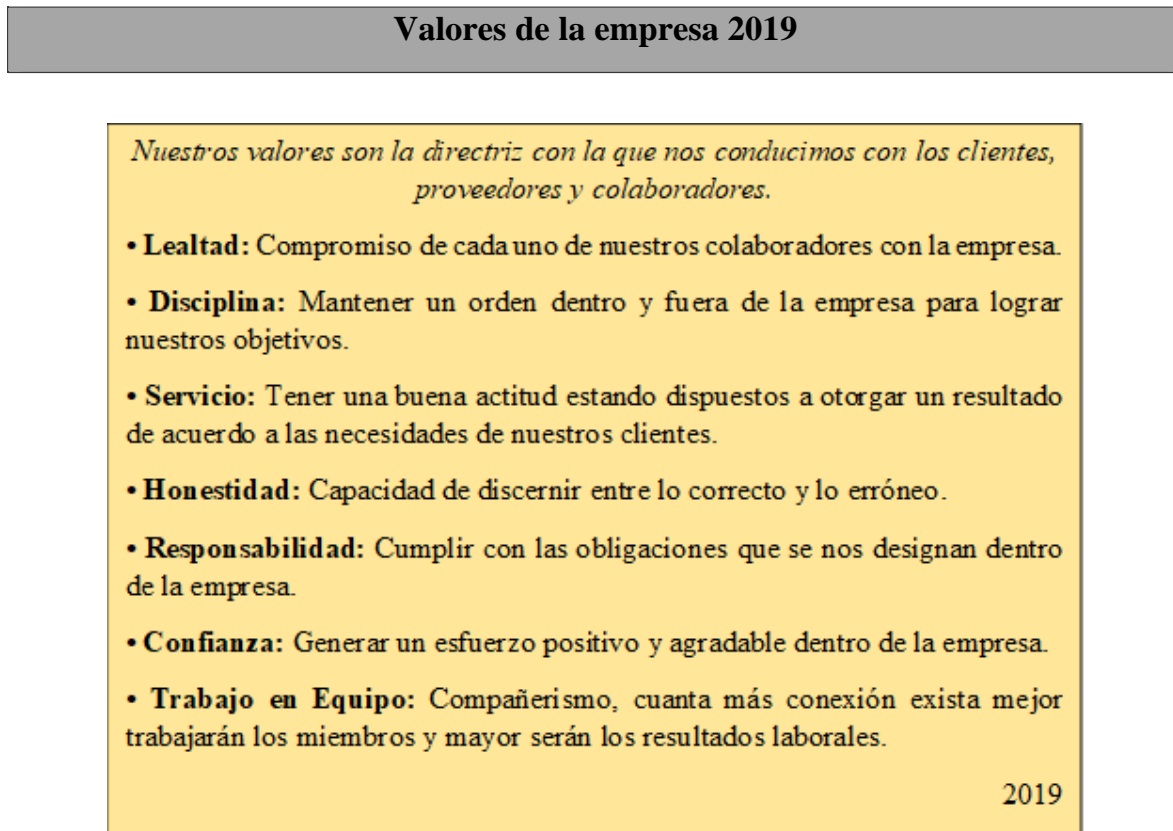 Valores de la empresa 2019
Nuestros valores son la directriz con la que nos conducimos con los clientes,
proveedores y colaboradores.
• Lealtad: Compromiso de cada uno de nuestros colaboradores con la empresa.
• Disciplina: Mantener un orden dentro y fuera de la empresa para lograr
nuestros objetivos.
• Servicio: Tener una buena actitud estando dispuestos a otorgar un resultado
de acuerdo a las necesidades de nuestros clientes.
• Honestidad: Capacidad de discernir entre lo correcto y lo erróneo.
• Responsabilidad: Cumplir con las obligaciones que se nos designan dentro
de la empresa.
• Confianza: Generar un esfuerzo positivo y agradable dentro de la empresa.
• Trabajo en Equipo: Compañerismo, cuanta más conexión exista mejor
trabajarán los miembros y mayor serán los resultados laborales.
2019